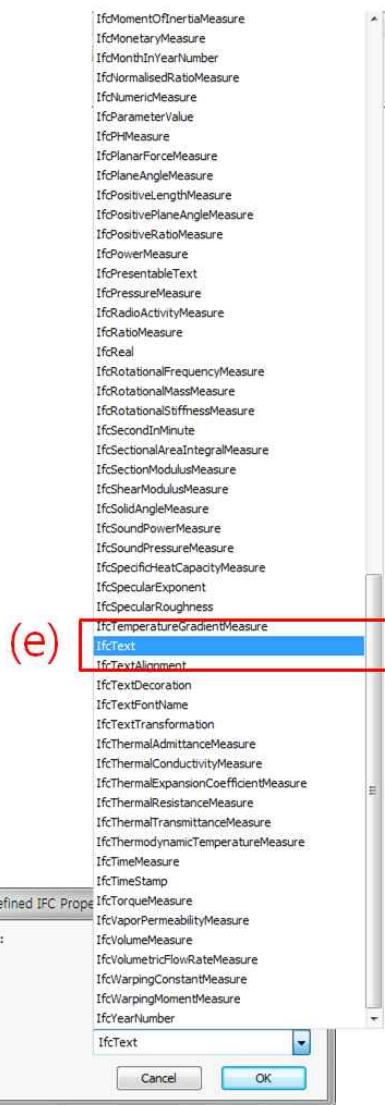 IfcMomentOfInertiaMeasure
IfcMonetaryMeasure
IfcMonthInYearNumber
IfcNormalisedRatioMeasure
IfcNumericMeasure
IfcParameterValue
IfcPHMeasure
IfcPlanarForceMeasure
IfcPlaneAngleMeasure
IfcPositiveLengthMeasure
IfcPositivePlaneAngleMeasure
IfcPositiveRatioMeasure
IfcPowerMeasure
IfcPresentableText
IfcPressureMeasure
IfcRadioActivityMeasure
IfcRatioMeasure
IfcReal
IfcRotationalFrequencyMeasure
IfcRotationalMassMeasure
IfcRotationalStiffnessMeasure
IfcSecondInMinute
IfcSectionalAreaIntegralMeasure
IfcSectionModulusMeasure
IfcShearModulusMeasure
IfcSolidAngleMeasure
IfcSoundPowerMeasure
IfcSoundPressureMeasure
IfcSpecificHeatCapacityMeasure
IfcSpecularExponent
IfcSpecularRoughness
IfcTemperatureGradientMeasure
(e) IfcText
IfcTextAlignment
IfcTextDecoration
IfcTextFontName
IfcTextTransformation
IfcThermalAdmittanceMeasure
IfcThermalConductivityMeasure
IfcThermalExpansionCoefficientMeasure
IfcThermalResistanceMeasure
IfcThermalTransmittanceMeasure
IfcThermodynamicTemperatureMeasure
IfcTimeMeasure
IfcTimeStamp
efined IFC Prope IfcTorqueMeasure
IfcVaporPermeabilityMeasure
: IfcVolumeMeasure
IfcVolumetricFlowRateMeasure
IfcWarpingConstantMeasure
IfcWarpingMomentMeasure
IfcYearNumber
IfcText
Cancel OK